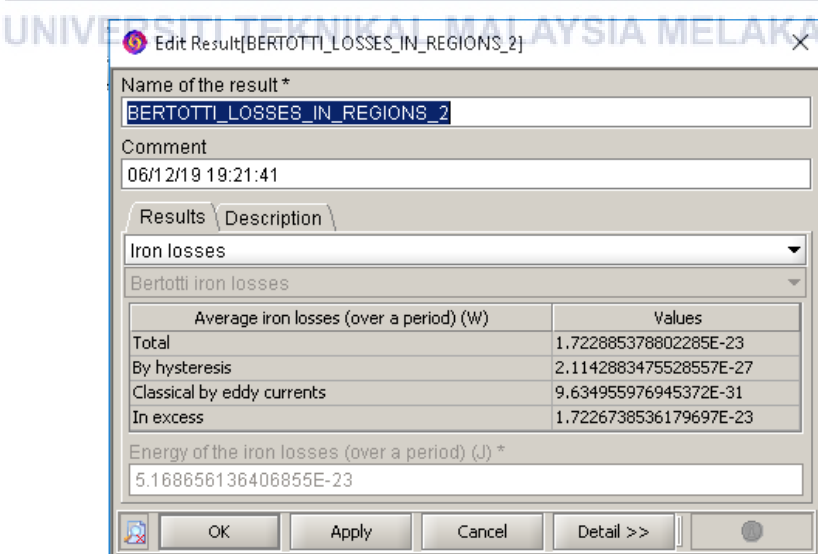 UNIVERSITI TEKNIKAL MALAYSIA MELAKA
Edit Result[BERTOTTI_LOSSES_IN_REGIONS_2]
Name of the result *
BERTOTTI_LOSSES_IN_REGIONS_2
Comment
06/12/19 19:21:41
Results Description
Iron losses
Bertotti iron losses
Average iron losses (over a period) (W) Values
Total 1.722885378802285E-23
By hysteresis 2.1142883475528557E-27
Classical by eddy currents 9.634955976945372E-31
In excess 1.7226738536179697E-23
Energy of the iron losses (over a period) (J) *
5.168656136406855E-23
OK Apply Cancel Detail >>